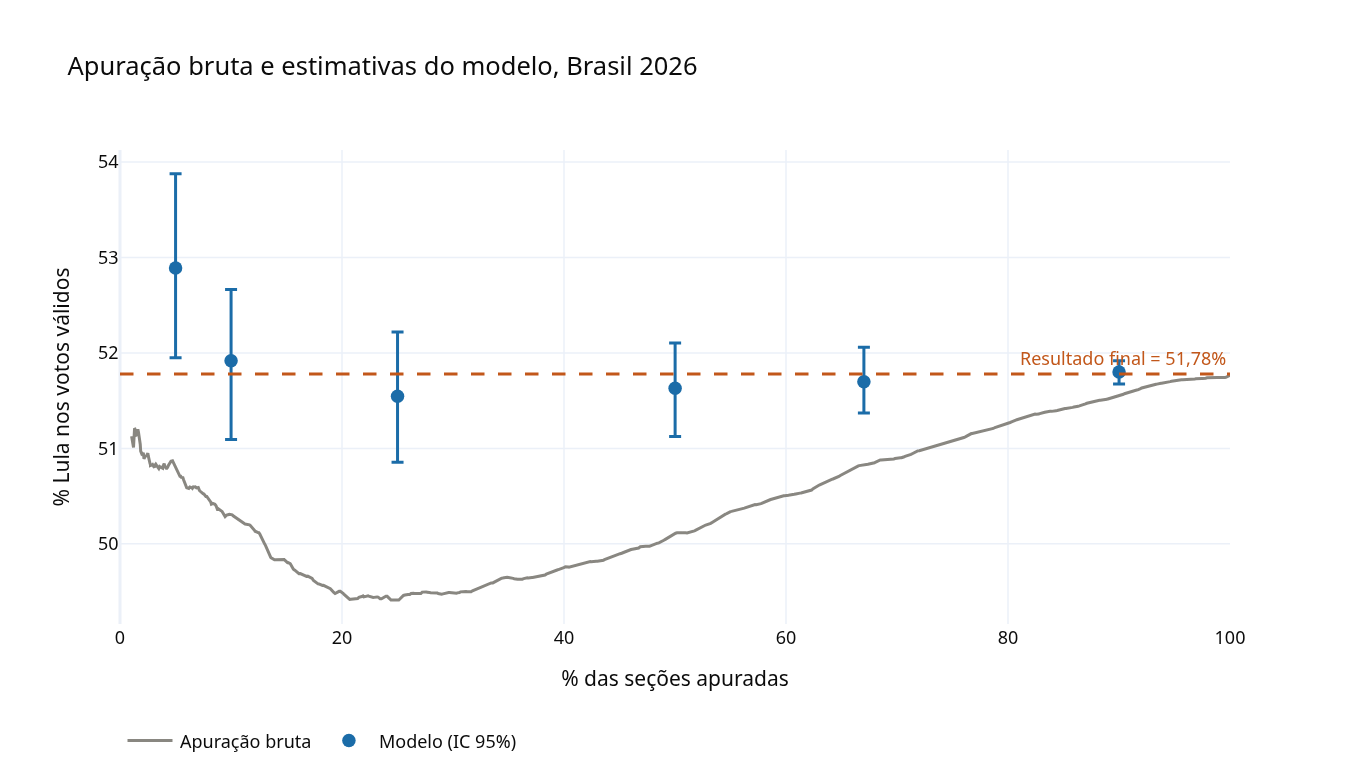 Apuração bruta e estimativas do modelo, Brasil 2026
% Lula nos votos válidos
54
53
52
51
50
Resultado final = 51,78%
0 20 40 60 80 100
% das seções apuradas
Apuração bruta Modelo (IC 95%)